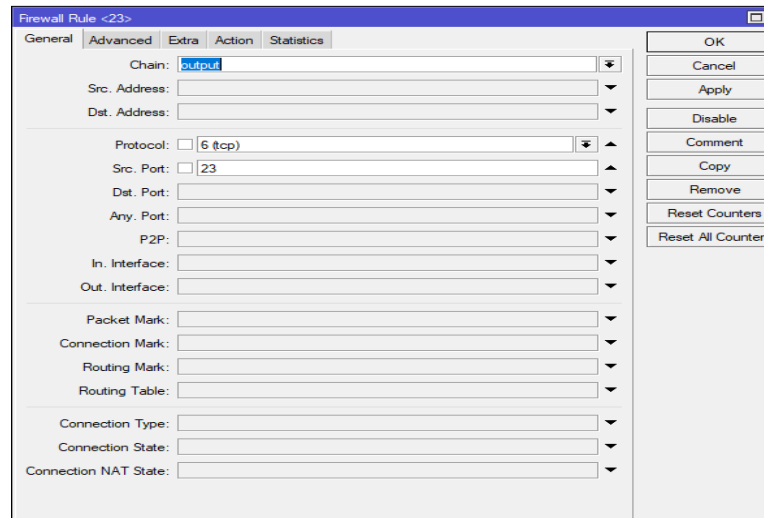 Firewall Rule <23>
General Advanced Extra Action Statistics
Chain: output
Src. Address:
Dst. Address:
Protocol: 6 (tcp)
Src. Port: 23
Dst. Port:
Any. Port:
P2P:
In. Interface:
Out. Interface:
Packet Mark:
Connection Mark:
Routing Mark:
Routing Table:
Connection Type:
Connection State:
Connection NAT State:
OK
Cancel
Apply
Disable
Comment
Copy
Remove
Reset Counters
Reset All Counter